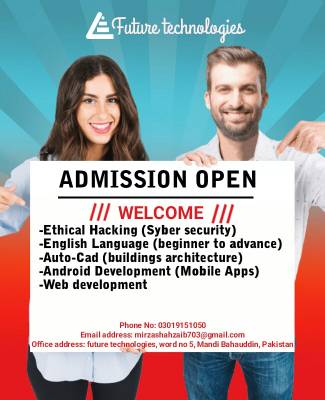 Future technologies
ADMISSION OPEN
/// WELCOME ///
-Ethical Hacking (Syber security)
-English Language (beginner to advance)
-Auto-Cad (buildings architecture)
-Android Development (Mobile Apps)
-Web development
Phone No: 03019151050
Email address: mirzashahzaib703@gmail.com
Office address: future technologies, word no 5, Mandi Bahauddin, Pakistan